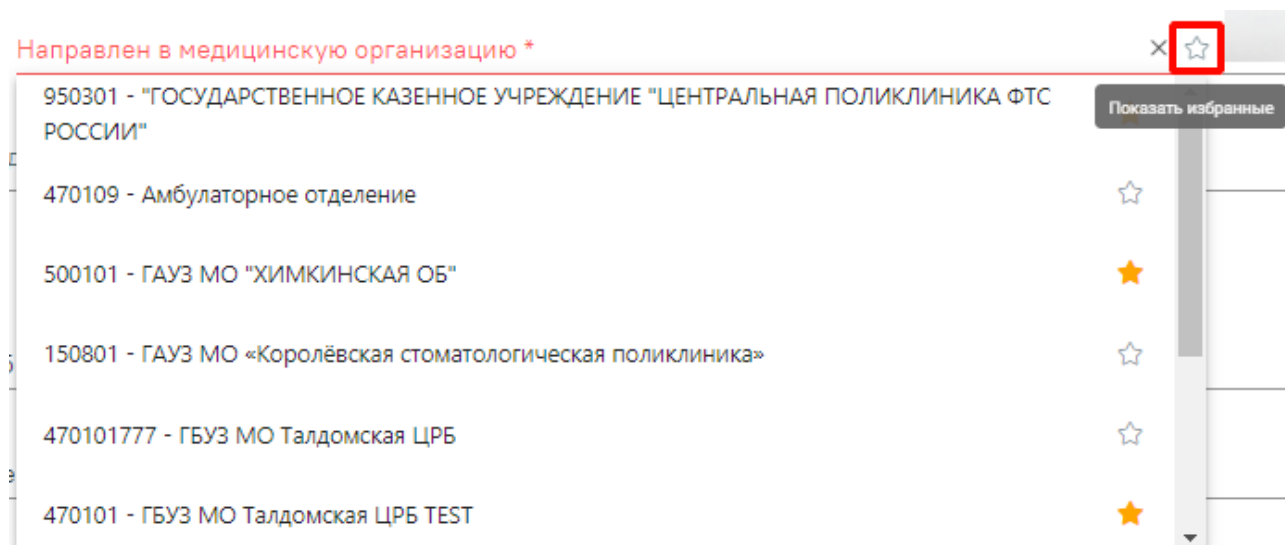 Направлен в медицинскую организацию *
950301 - "ГОСУДАРСТВЕННОЕ КАЗЕННОЕ УЧРЕЖДЕНИЕ "ЦЕНТРАЛЬНАЯ ПОЛИКЛИНИКА ФТС
РОССИИ"
Показать избранные
470109 - Амбулаторное отделение
500101 - ГАУЗ МО "ХИМКИНСКАЯ ОБ"
150801 - ГАУЗ МО «Королёвская стоматологическая поликлиника»
470101777 - ГБУЗ МО Талдомская ЦРБ
470101 - ГБУЗ МО Талдомская ЦРБ TEST